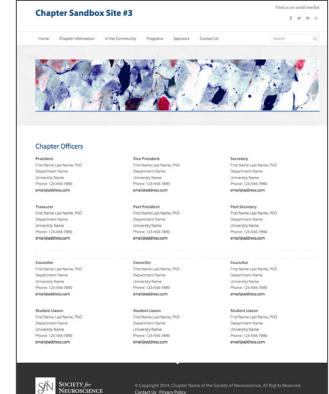 Find us on social media!
Chapter Sandbox Site #3
Home Chapter Information In the Community Programs Sponsors Contact Us Search
Chapter Officers
President
First Name Last Name, PhD
Department Name
University Name
Phone: 123-456-7890
email@address.com
Vice President
First Name Last Name, PhD
Department Name
University Name
Phone: 123-456-7890
email@address.com
Secretary
First Name Last Name, PhD
Department Name
University Name
Phone: 123-456-7890
email@address.com
Treasurer
First Name Last Name, PhD
Department Name
University Name
Phone: 123-456-7890
email@address.com
Past President
First Name Last Name, PhD
Department Name
University Name
Phone: 123-456-7890
email@address.com
Past Secretary
First Name Last Name, PhD
Department Name
University Name
Phone: 123-456-7890
email@address.com
Councilor
First Name Last Name, PhD
Department Name
University Name
Phone: 123-456-7890
email@address.com
Councilor
First Name Last Name, PhD
Department Name
University Name
Phone: 123-456-7890
email@address.com
Councilor
First Name Last Name, PhD
Department Name
University Name
Phone: 123-456-7890
email@address.com
Student Liason
First Name Last Name, PhD
Department Name
University Name
Phone: 123-456-7890
email@address.com
Student Liason
First Name Last Name, PhD
Department Name
University Name
Phone: 123-456-7890
email@address.com
Student Liason
First Name Last Name, PhD
Department Name
University Name
Phone: 123-456-7890
email@address.com
SfN SOCIETY for
NEUROSCIENCE
© Copyright 2014. Chapter Name of the Society of Neuroscience, All Rights Reserved.
Contact Us Privacy Policy